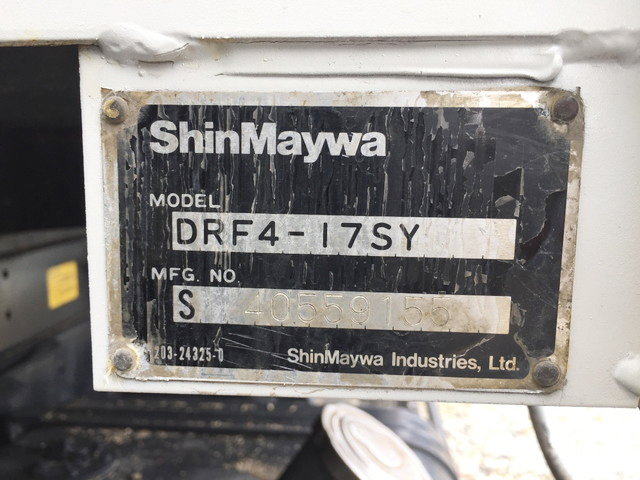 ShinMaywa
MODEL
DRF4-17SY
MFG. NO.
S 40559155
203-24325-0
ShinMaywa Industries, Ltd.